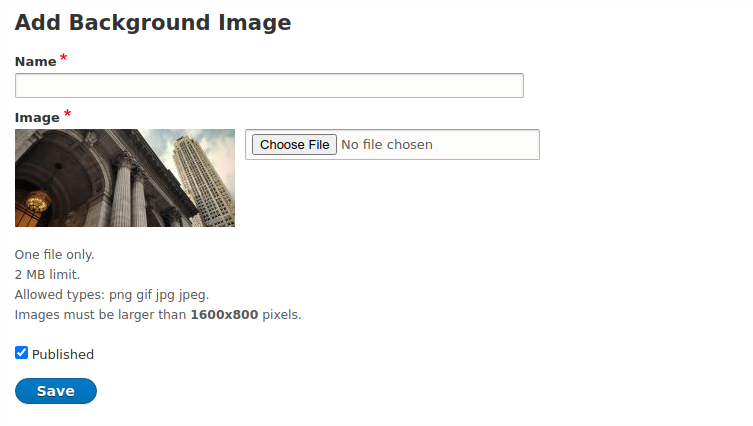 Add Background Image
Name *
Image *
Choose File No file chosen
One file only.
2 MB limit.
Allowed types: png gif jpg jpeg.
Images must be larger than 1600x800 pixels.
Published
Save